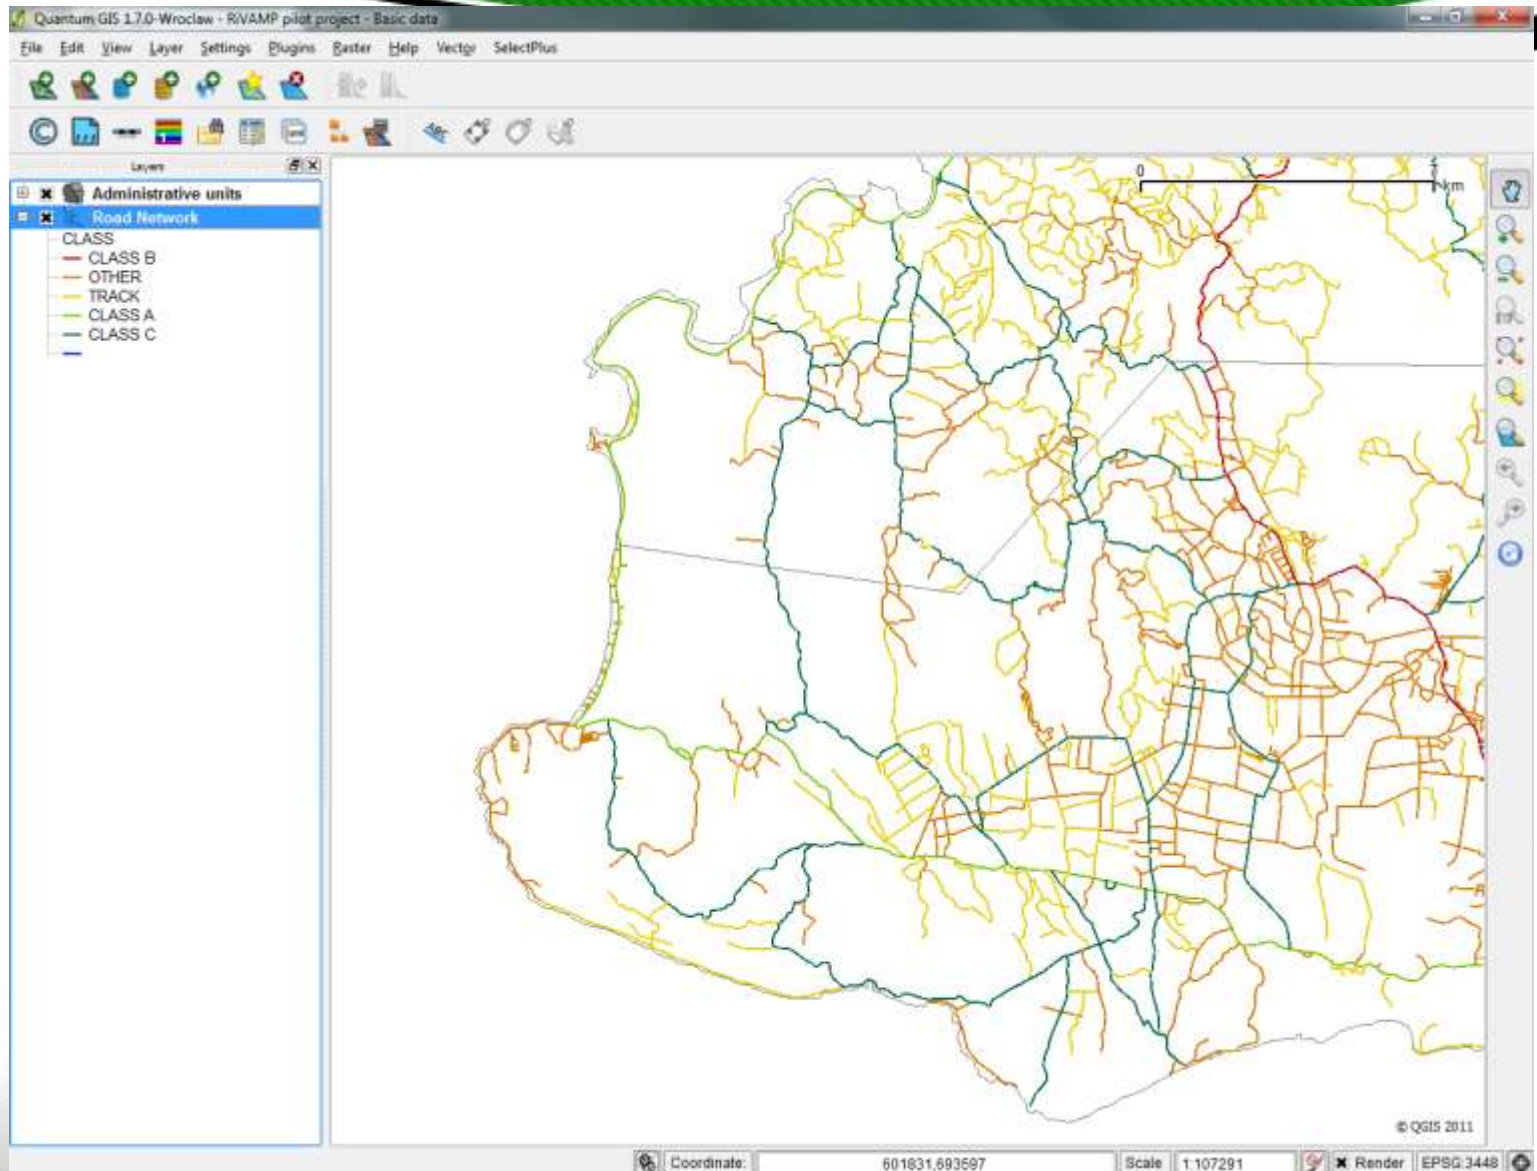 Quantum GIS 1.7.0-Wroclaw - RiVAMP pilot project - Basic data
File Edit View Layer Settings Plugins Raster Help Vector SelectPlus
Layers
Administrative units
Road Network
CLASS
CLASS B
OTHER
TRACK
CLASS A
CLASS C
0
km
© QGIS 2011
Coordinate: 601831,693597 Scale 1:107291 Render EPSG:3448